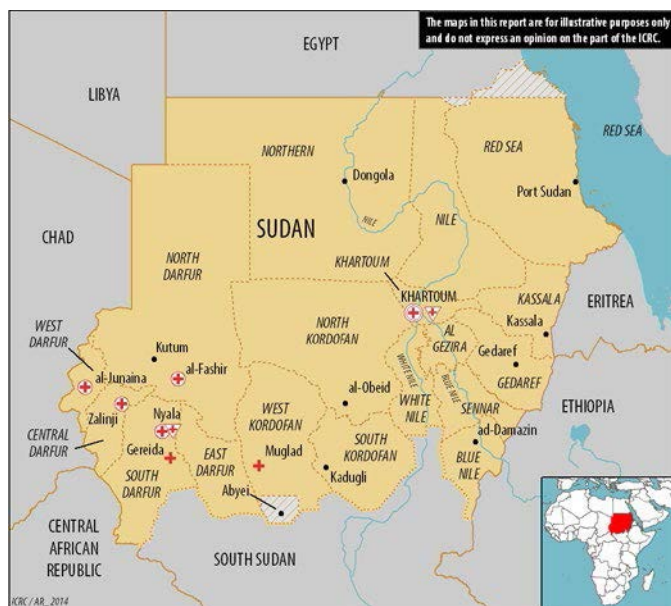 The maps in this report are for illustrative purposes only
and do not express an opinion on the part of the ICRC.
EGYPT
LIBYA
RED SEA
NORTHERN
RED SEA
Dongola
Port Sudan
NILE
SUDAN
NILE
CHAD
NORTH
DARFUR
KHARTOUM
KHARTOUM
KASSALA
ERITREA
WEST
DARFUR
NORTH
KORDOFAN
AL
GEZIRA
Kassala
Kutum
Gedaref
al-Junaina
al-Fashir
WHITE NILE
BLUE NILE
GEDAREF
Zalinji
al-Obeid
WHITE
NILE
SENNAR
ETHIOPIA
Nyala
WEST
KORDOFAN
CENTRAL
DARFUR
ad-Damazin
Gereida
EAST
DARFUR
Muglad
SOUTH
KORDOFAN
BLUE
NILE
SOUTH
DARFUR
Kadugli
Abyei
CENTRAL
AFRICAN
REPUBLIC
SOUTH SUDAN
ICRC / AR_2014